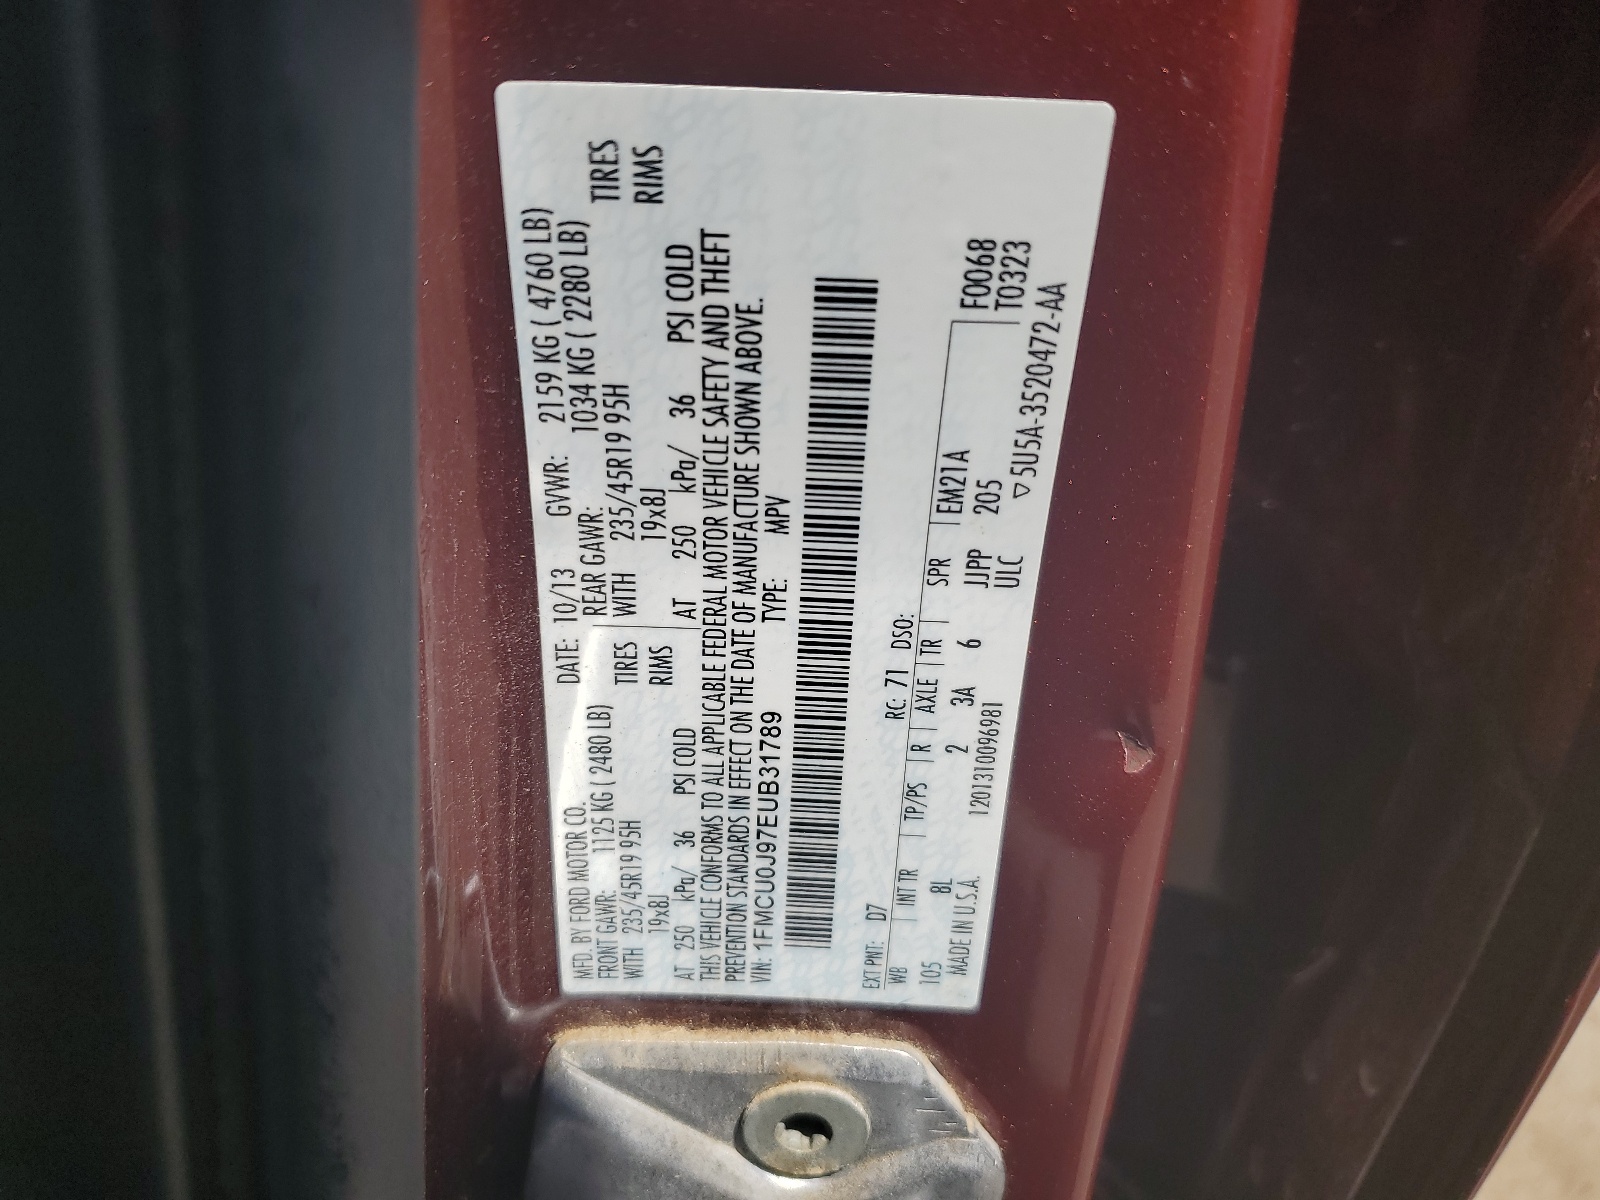 MFD. BY FORD MOTOR CO. DATE: 10/13 GVWR: 2159 KG ( 4760 LB)
FRONT GAWR: 1125 KG ( 2480 LB) REAR GAWR: 1034 KG ( 2280 LB)
WITH 235/45R19 95H TIRES WITH 235/45R19 95H TIRES
19x8J RIMS 19x8J RIMS
AT 250 kPa/ 36 PSI COLD AT 250 kPa/ 36 PSI COLD
THIS VEHICLE CONFORMS TO ALL APPLICABLE FEDERAL MOTOR VEHICLE SAFETY AND THEFT
PREVENTION STANDARDS IN EFFECT ON THE DATE OF MANUFACTURE SHOWN ABOVE.
VIN: 1FMCU0J97EUB31789 TYPE: MPV
EXT PNT: D7 RC: 71 DSO: F0068
WB INT TR TP/PS R AXLE TR SPR EM21A T0323
105 8L 2 3A 6 JJPP 205
MADE IN U.S.A. 120131096981 ULC ▽5U5A-3520472-AA